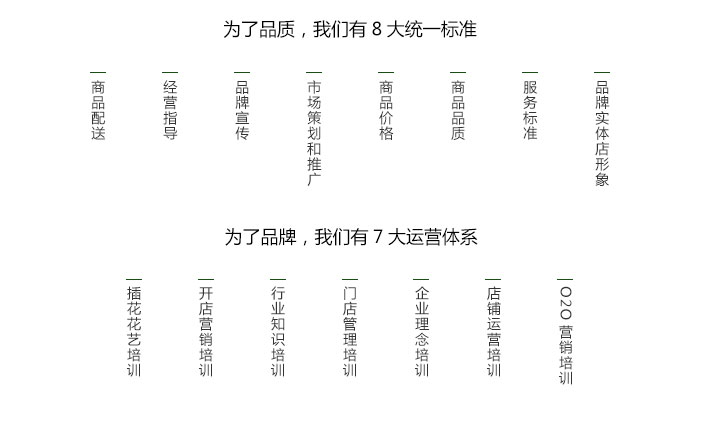 为了品质，我们有 8 大统一标准
商品配送
经营指导
品牌宣传
市场策划和推广
商品价格
商品品质
服务标准
品牌实体店形象
为了品牌，我们有 7 大运营体系
插花花艺培训
开店营销培训
行业知识培训
门店管理培训
企业理念培训
店铺运营培训
O2O 营销培训